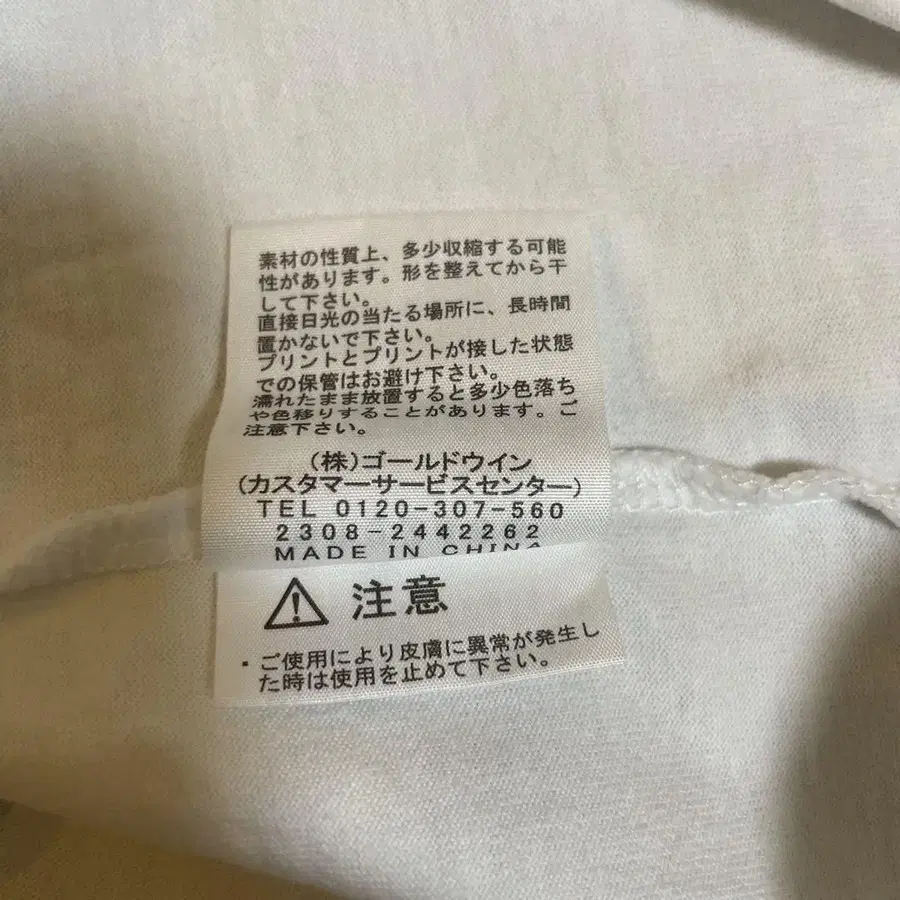 素材の性質上、多少収縮する可能
性があります。形を整えてから干
して下さい。
直接日光の当たる場所に、長時間
置かないで下さい。
プリントとプリントが接した状態
での保管はお避け下さい。
濡れたまま放置すると多少色落ち
や色移りすることがあります。ご
注意下さい。
(株)ゴールドウイン
(カスタマーサービスセンター)
TEL 0120-307-560
2308-2442262
MADE IN CHINA
注意
・ご使用により皮膚に異常が発生し
た時は使用を止めて下さい。